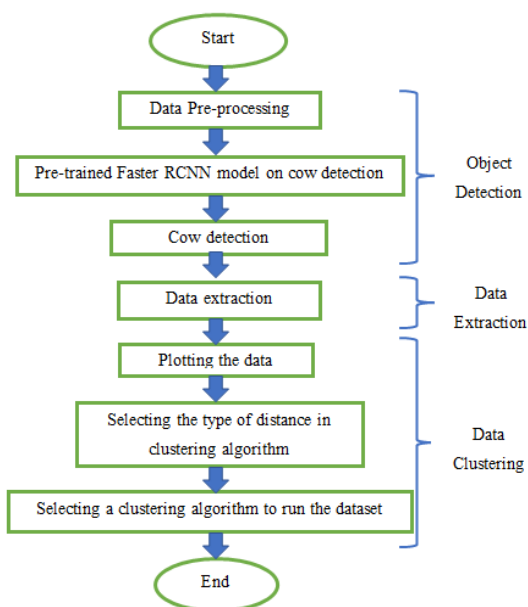 Start
Data Pre-processing
Pre-trained Faster RCNN model on cow detection
Object
Detection
Cow detection
Data extraction
Data
Extraction
Plotting the data
Selecting the type of distance in
clustering algorithm
Data
Clustering
Selecting a clustering algorithm to run the dataset
End